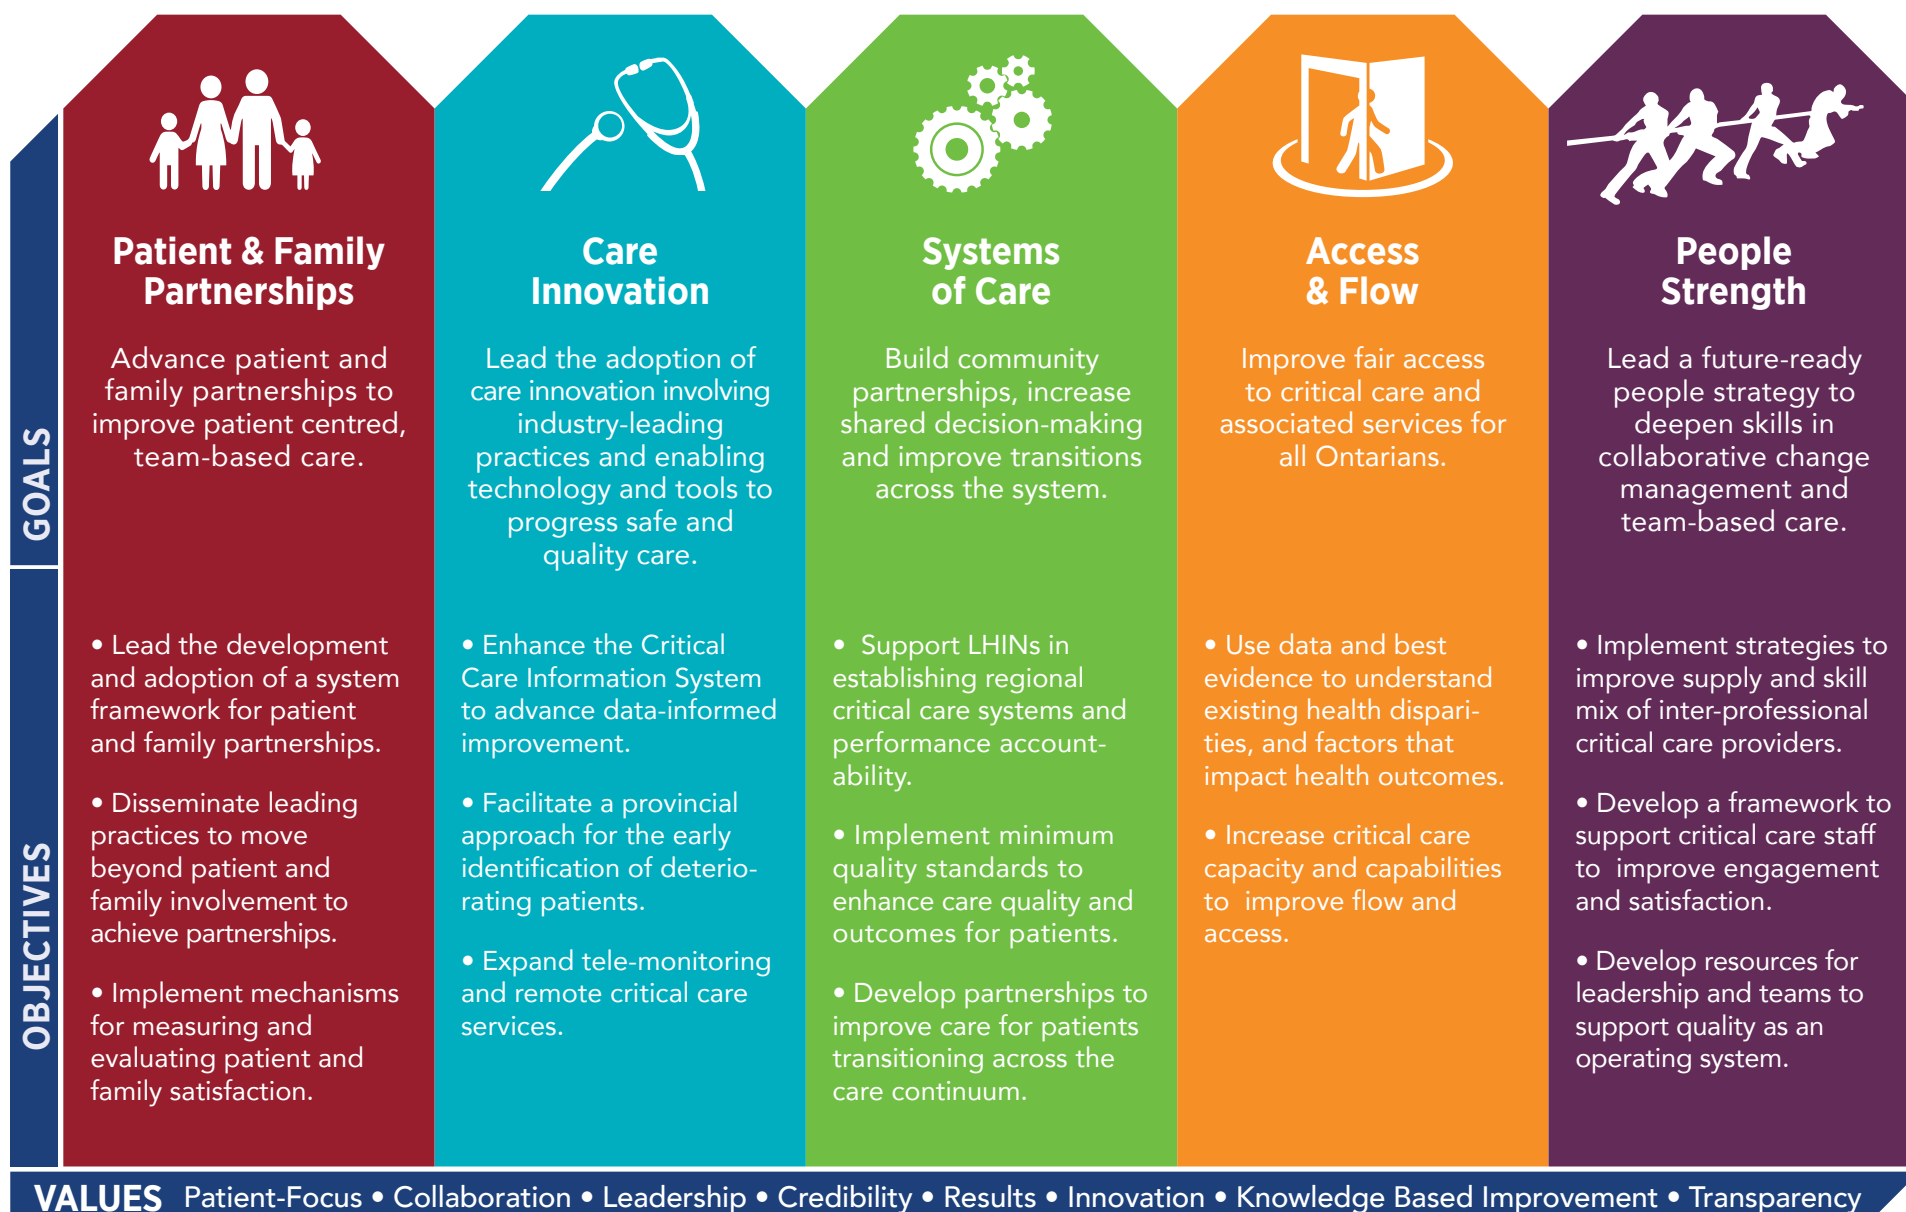 GOALS
Patient & Family
Partnerships
Advance patient and
family partnerships to
improve patient centred,
team-based care.
Care
Innovation
Lead the adoption of
care innovation involving
industry-leading
practices and enabling
technology and tools to
progress safe and
quality care.
Systems
of Care
Build community
partnerships, increase
shared decision-making
and improve transitions
across the system.
Access
& Flow
Improve fair access
to critical care and
associated services for
all Ontarians.
People
Strength
Lead a future-ready
people strategy to
deepen skills in
collaborative change
management and
team-based care.
OBJECTIVES
• Lead the development
and adoption of a system
framework for patient
and family partnerships.
• Disseminate leading
practices to move
beyond patient and
family involvement to
achieve partnerships.
• Implement mechanisms
for measuring and
evaluating patient and
family satisfaction.
• Enhance the Critical
Care Information System
to advance data-informed
improvement.
• Facilitate a provincial
approach for the early
identification of deterio-
rating patients.
• Expand tele-monitoring
and remote critical care
services.
• Support LHINs in
establishing regional
critical care systems and
performance account-
ability.
• Implement minimum
quality standards to
enhance care quality and
outcomes for patients.
• Develop partnerships to
improve care for patients
transitioning across the
care continuum.
• Use data and best
evidence to understand
existing health dispari-
ties, and factors that
impact health outcomes.
• Increase critical care
capacity and capabilities
to improve flow and
access.
• Implement strategies to
improve supply and skill
mix of inter-professional
critical care providers.
• Develop a framework to
support critical care staff
to improve engagement
and satisfaction.
• Develop resources for
leadership and teams to
support quality as an
operating system.
VALUES Patient-Focus • Collaboration • Leadership • Credibility • Results • Innovation • Knowledge Based Improvement • Transparency